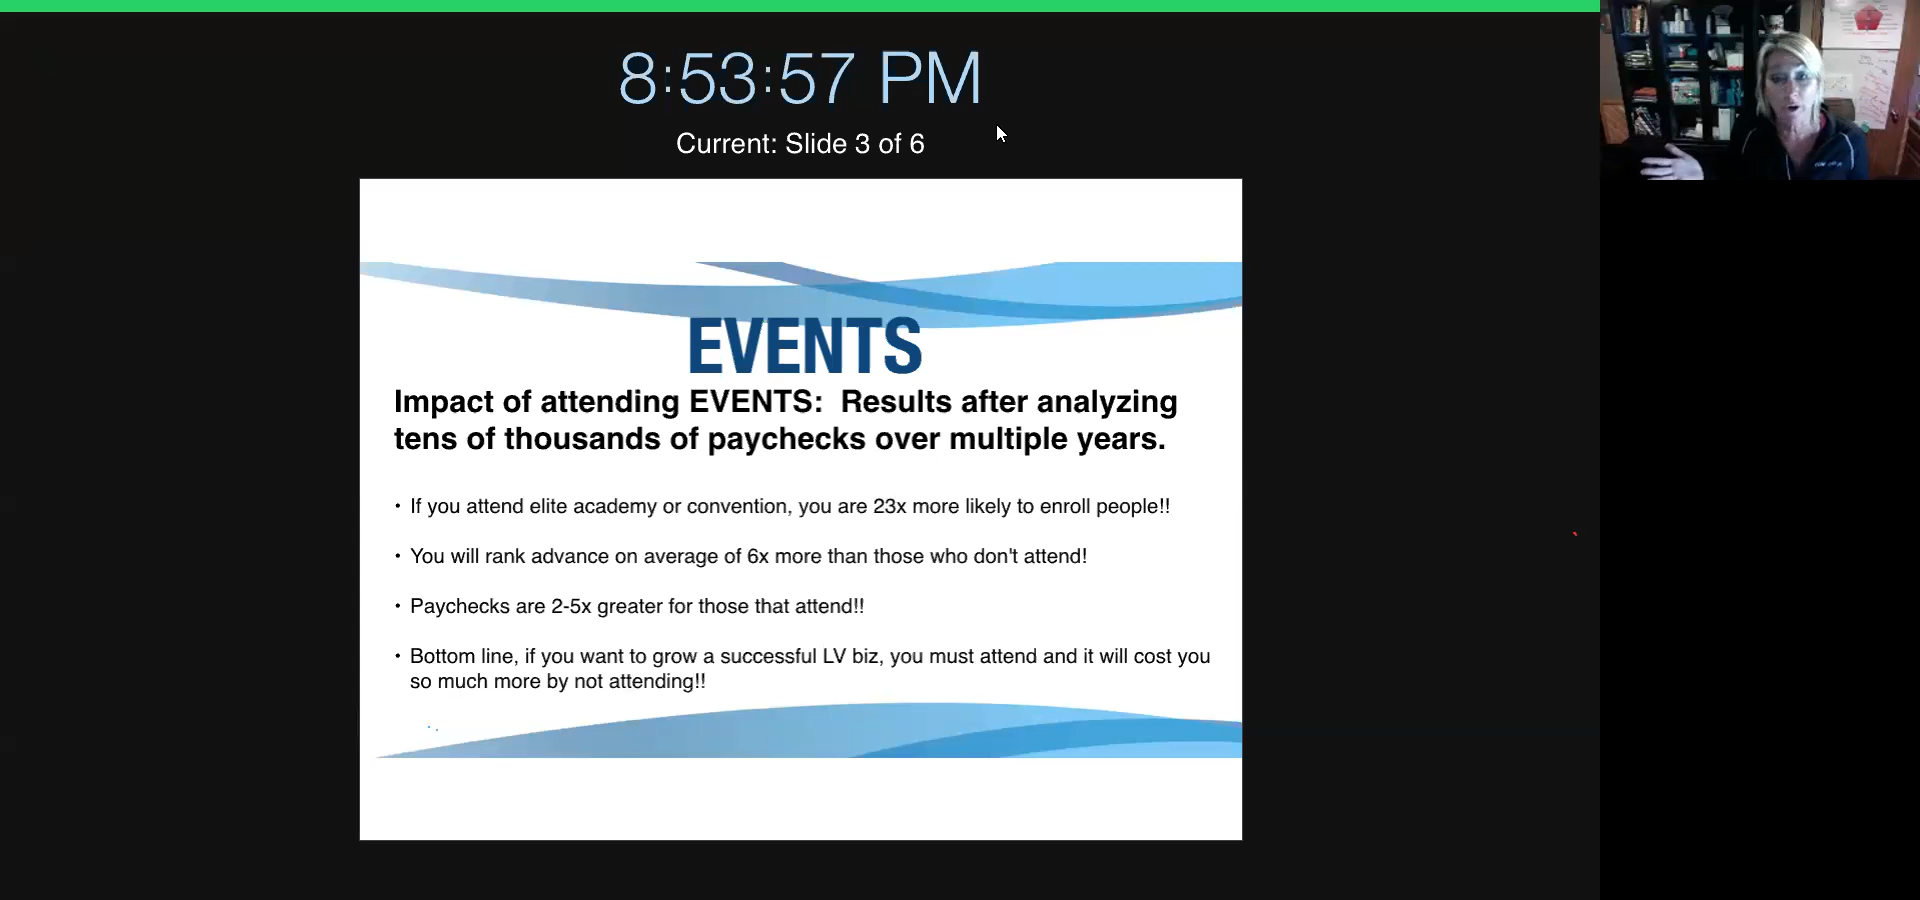 8:53:57 PM
Current: Slide 3 of 6
EVENTS
Impact of attending EVENTS:  Results after analyzing
tens of thousands of paychecks over multiple years.
• If you attend elite academy or convention, you are 23x more likely to enroll people!!
• You will rank advance on average of 6x more than those who don't attend!
• Paychecks are 2-5x greater for those that attend!!
• Bottom line, if you want to grow a successful LV biz, you must attend and it will cost you
so much more by not attending!!